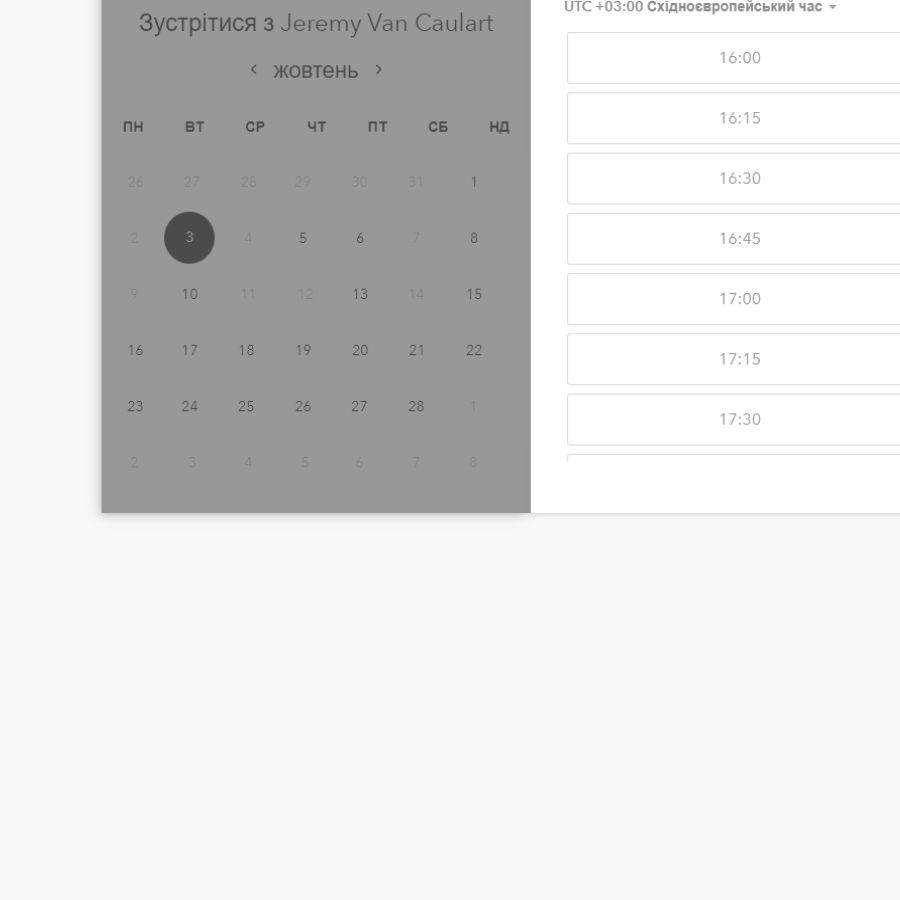 Зустрітися з Jeremy Van Caulart
‹ жовтень ›
ПН ВТ СР ЧТ ПТ СБ НД
26 27 28 29 30 31 1
2 3 4 5 6 7 8
9 10 11 12 13 14 15
16 17 18 19 20 21 22
23 24 25 26 27 28 1
2 3 4 5 6 7 8
UTC +03:00 Східноєвропейський час
16:00
16:15
16:30
16:45
17:00
17:15
17:30